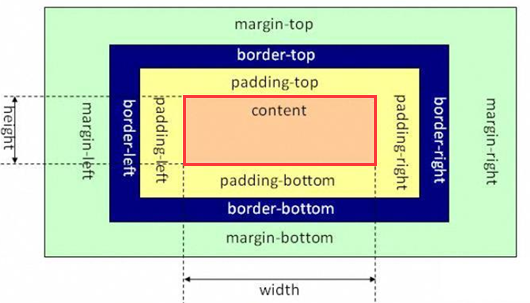 margin-top
border-top
padding-top
content
height
margin-left
border-left
padding-left
padding-right
border-right
margin-right
padding-bottom
border-bottom
margin-bottom
width